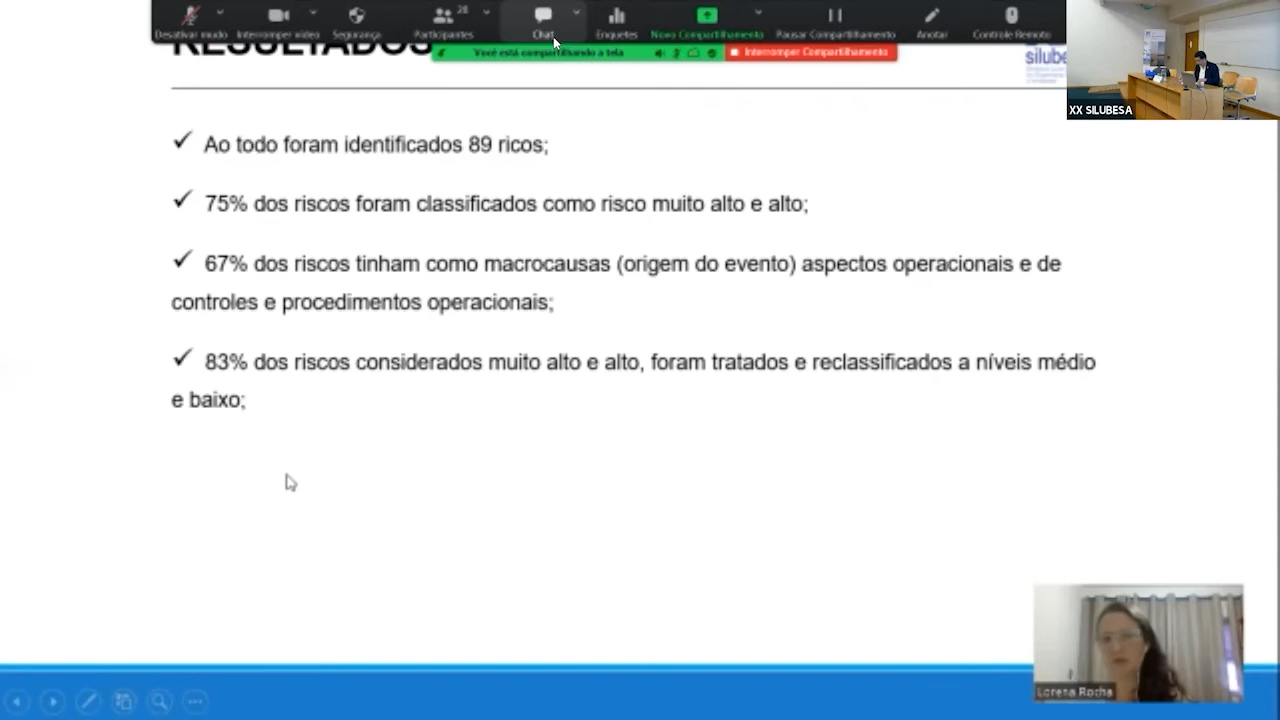 Desativar mudo
Interromper vídeo
Segurança
Participantes
28
Chat
Enquetes
Novo Compartilhamento
Pausar Compartilhamento
Anotar
Controle Remoto
RESULTADOS
Você está compartilhando a tela
Interromper Compartilhamento
silubes
XX SILUBESA
Ao todo foram identificados 89 ricos;
75% dos riscos foram classificados como risco muito alto e alto;
67% dos riscos tinham como macrocausas (origem do evento) aspectos operacionais e de
controles e procedimentos operacionais;
83% dos riscos considerados muito alto e alto, foram tratados e reclassificados a níveis médio
e baixo;
Lorena Rocha